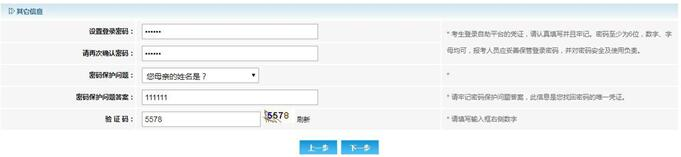 其它信息
设置登录密码： •••••• * 考生登录自助平台的凭证，请认真填写并且牢记。密码至少为6位，数字、字
母均可，报考人员应妥善保管登录密码，并对密码安全及使用负责。
请再次确认密码： ••••••
密码保护问题： 您母亲的姓名是？ *
密码保护问题答案： 111111 * 请牢记密码保护问题答案，此信息是您找回密码的唯一凭证。
验 证 码： 5578 5578 刷新 * 请填写输入框右侧数字
上一步 下一步